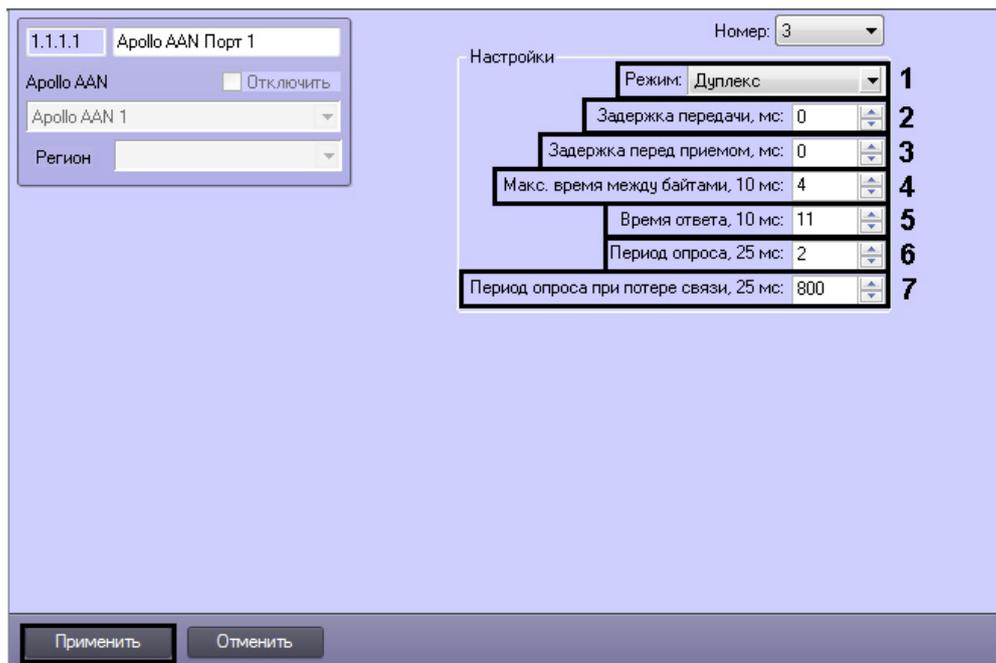 1.1.1.1 Apollo AAN Порт 1
Apollo AAN Отключить
Apollo AAN 1
Регион
Номер: 3
Настройки
Режим: Дуплекс 1
Задержка передачи, мс: 0 2
Задержка перед приемом, мс: 0 3
Макс. время между байтами, 10 мс: 4 4
Время ответа, 10 мс: 11 5
Период опроса, 25 мс: 2 6
Период опроса при потере связи, 25 мс: 800 7
Применить Отменить